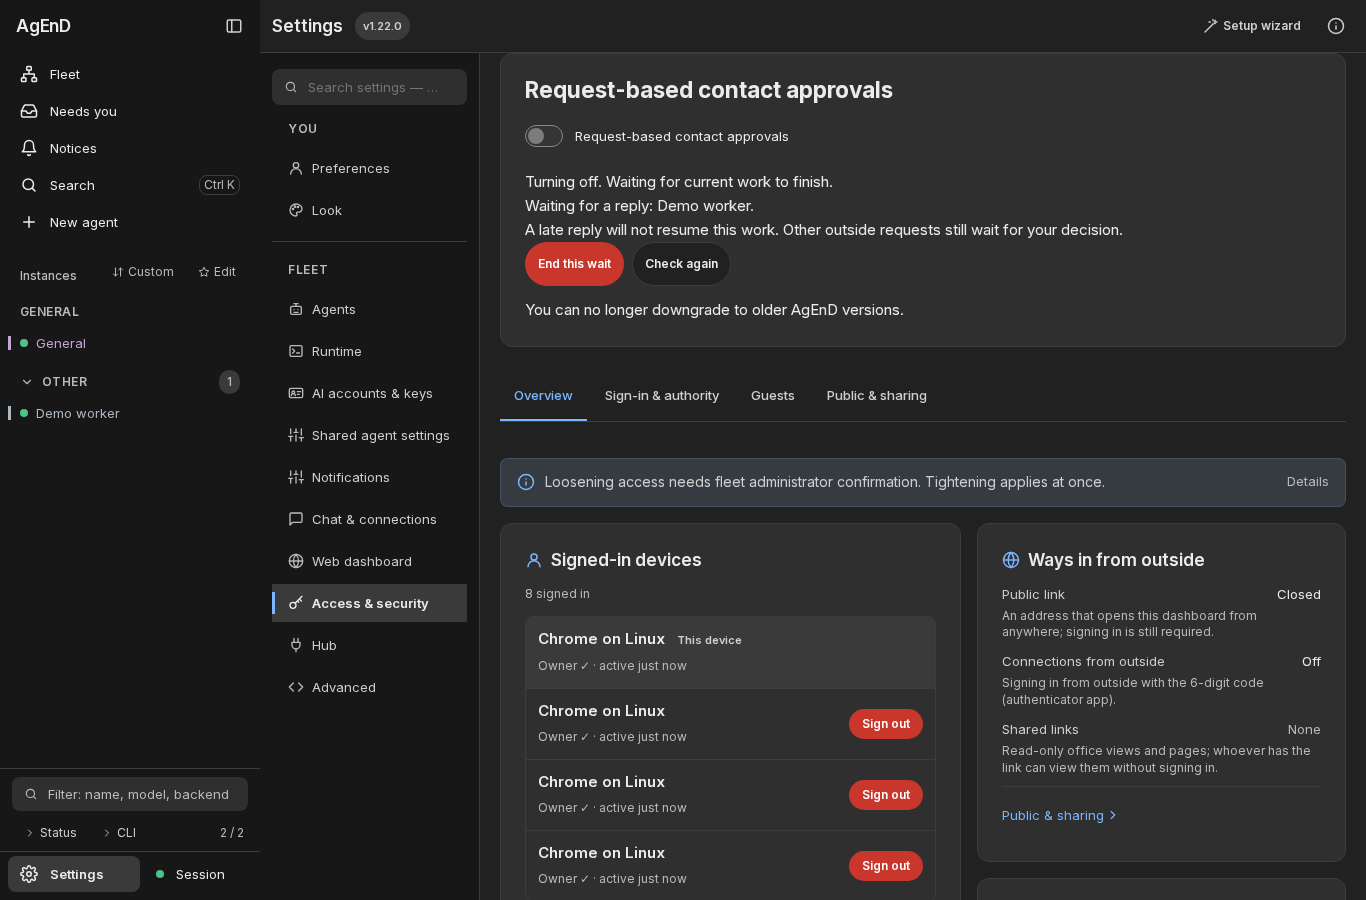 AgEnD
Fleet
Needs you
Notices
Search
Ctrl K
New agent
Instances
Custom
Edit
GENERAL
General
OTHER
1
Demo worker
Filter: name, model, backend
Status
CLI
2 / 2
Settings
Session
Settings
v1.22.0
Setup wizard
Search settings — ...
YOU
Preferences
Look
FLEET
Agents
Runtime
AI accounts & keys
Shared agent settings
Notifications
Chat & connections
Web dashboard
Access & security
Hub
Advanced
Request-based contact approvals
Request-based contact approvals
Turning off. Waiting for current work to finish.
Waiting for a reply: Demo worker.
A late reply will not resume this work. Other outside requests still wait for your decision.
End this wait
Check again
You can no longer downgrade to older AgEnD versions.
Overview
Sign-in & authority
Guests
Public & sharing
Loosening access needs fleet administrator confirmation. Tightening applies at once.
Details
Signed-in devices
8 signed in
Chrome on Linux
This device
Owner ✓ · active just now
Chrome on Linux
Owner ✓ · active just now
Sign out
Chrome on Linux
Owner ✓ · active just now
Sign out
Chrome on Linux
Owner ✓ · active just now
Sign out
Ways in from outside
Public link
Closed
An address that opens this dashboard from
anywhere; signing in is still required.
Connections from outside
Off
Signing in from outside with the 6-digit code
(authenticator app).
Shared links
None
Read-only office views and pages; whoever has the
link can view them without signing in.
Public & sharing